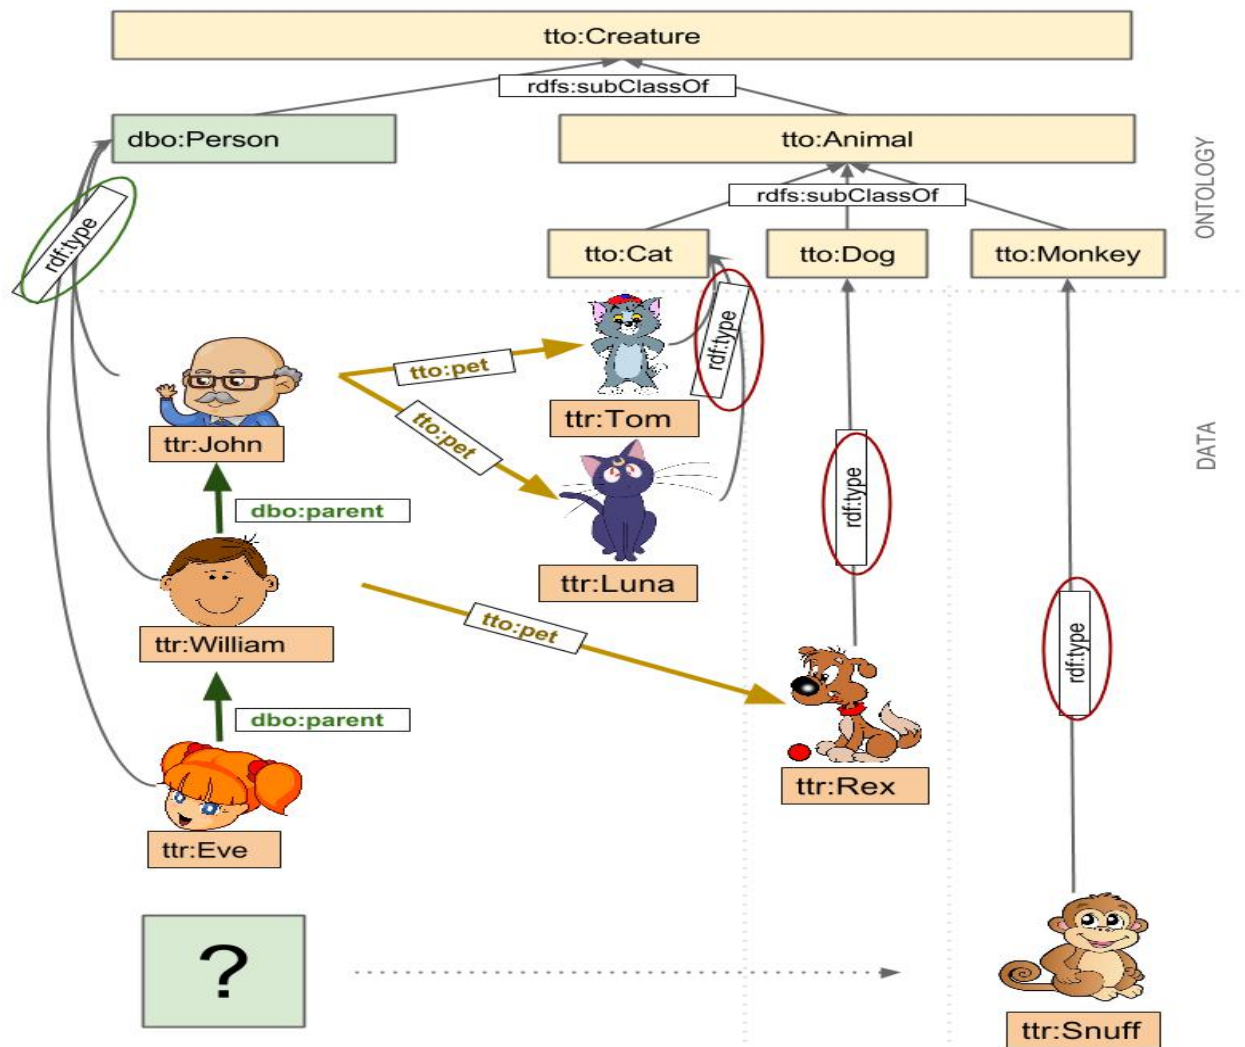 tto:Creature
rdfs:subClassOf
dbo:Person
tto:Animal
ONTOLOGY
rdfs:subClassOf
rdf:type
tto:Cat
tto:Dog
tto:Monkey
rdf:type
tto:pet
ttr:Tom
tto:pet
ttr:John
DATA
rdf:type
dbo:parent
ttr:Luna
ttr:William
tto:pet
rdf:type
dbo:parent
ttr:Rex
ttr:Eve
?
ttr:Snuff